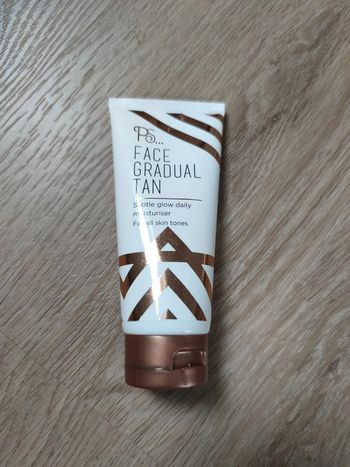 PS...
FACE
GRADUAL
TAN
Subtle glow daily
moisturiser
For all skin tones